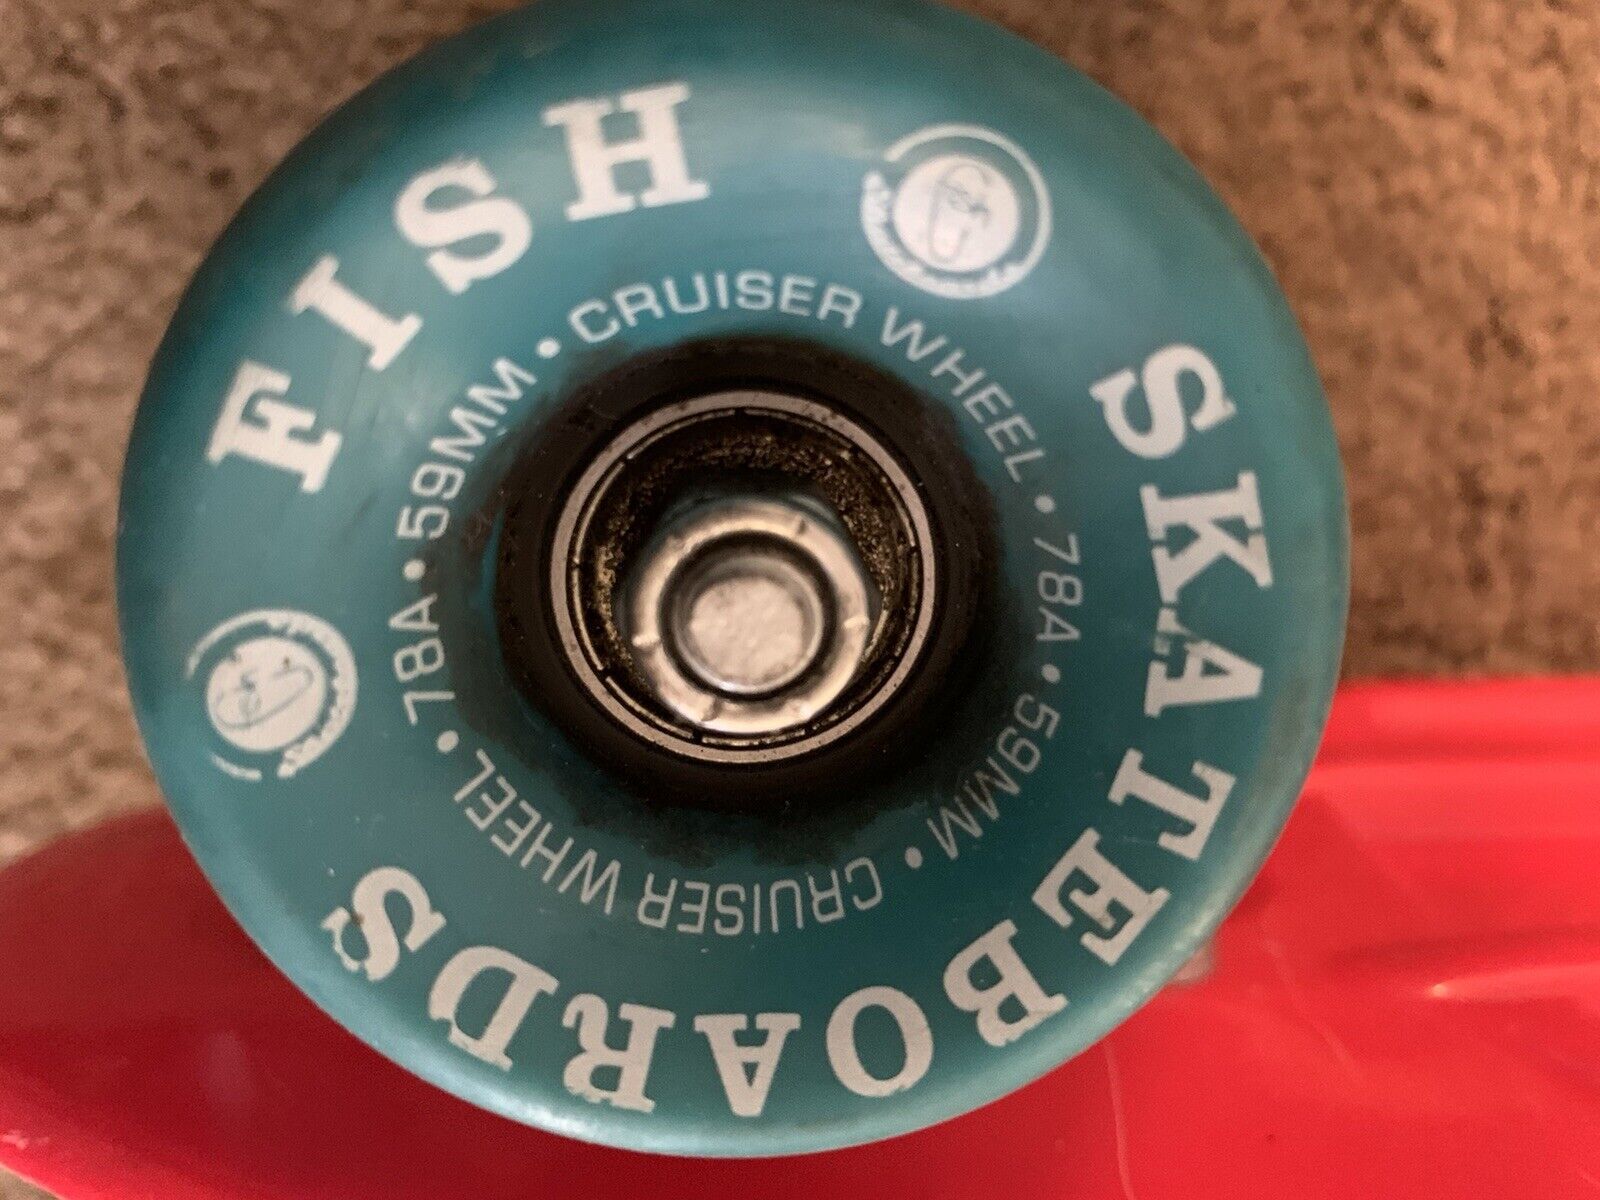 FISH
SKATEBOARDS
59MM • CRUISER WHEEL • 78A • 59MM • CRUISER WHEEL • 78A •